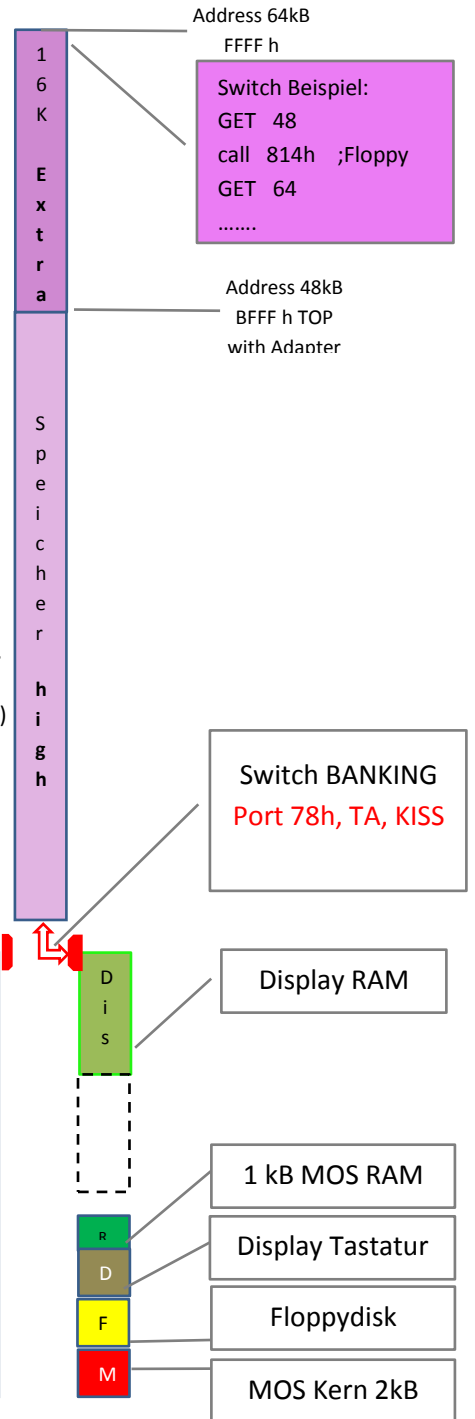 Address 64kB
FFFF h
1
6
K
E
x
t
r
a
Switch Beispiel:
GET 48
call 814h ;Floppy
GET 64
.......
Address 48kB
BFFF h TOP
with Adapter
S
p
e
i
c
h
e
r
h
i
g
h
)
Switch BANKING
Port 78h, TA, KISS
D
i
s
Display RAM
1 kB MOS RAM
R
Display Tastatur
D
Floppydisk
F
MOS Kern 2kB
M